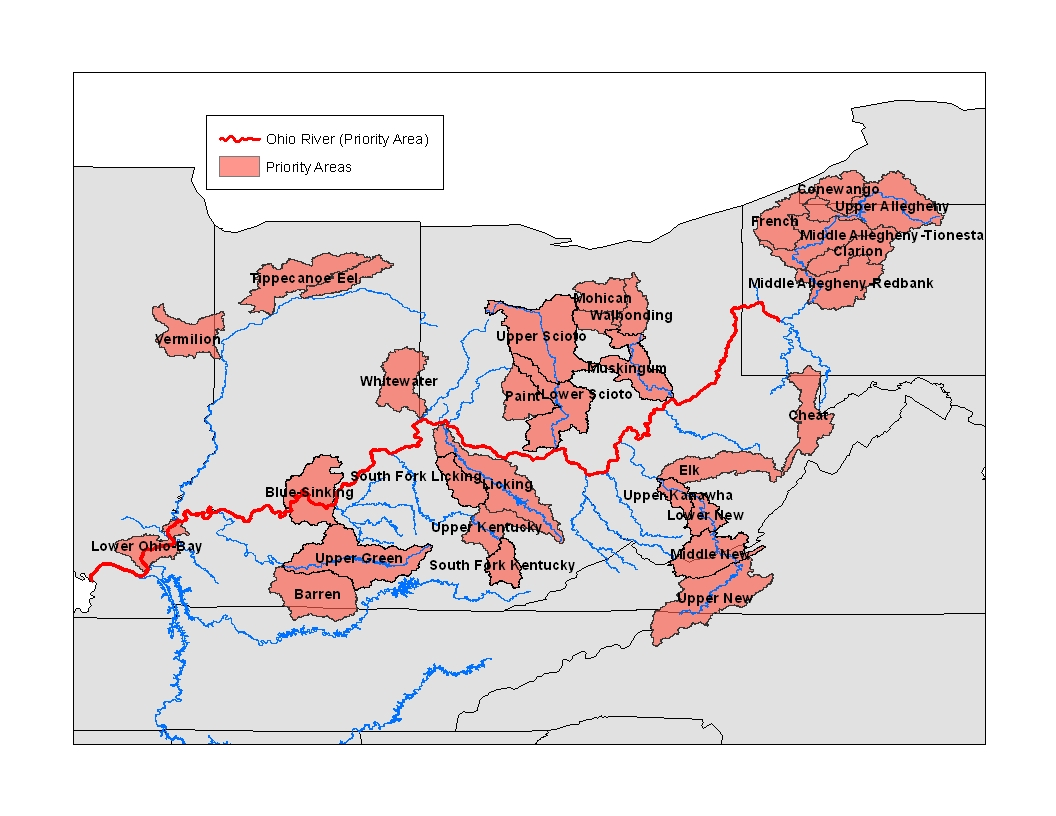 Ohio River (Priority Area)
Priority Areas
Conewango
Upper Allegheny
French
Middle Allegheny-Tionesta
Clarion
Middle Allegheny-Redbank
Tippecanoe Eel
Mohican
Walhonding
Vermilion
Upper Scioto
Muskingum
Whitewater
Paint
Lower Scioto
Cheat
Elk
South Fork Licking
Licking
Blue-Sinking
Upper Kanawha
Lower New
Upper Kentucky
Lower Ohio-Bay
Upper Green
Middle New
South Fork Kentucky
Barren
Upper New